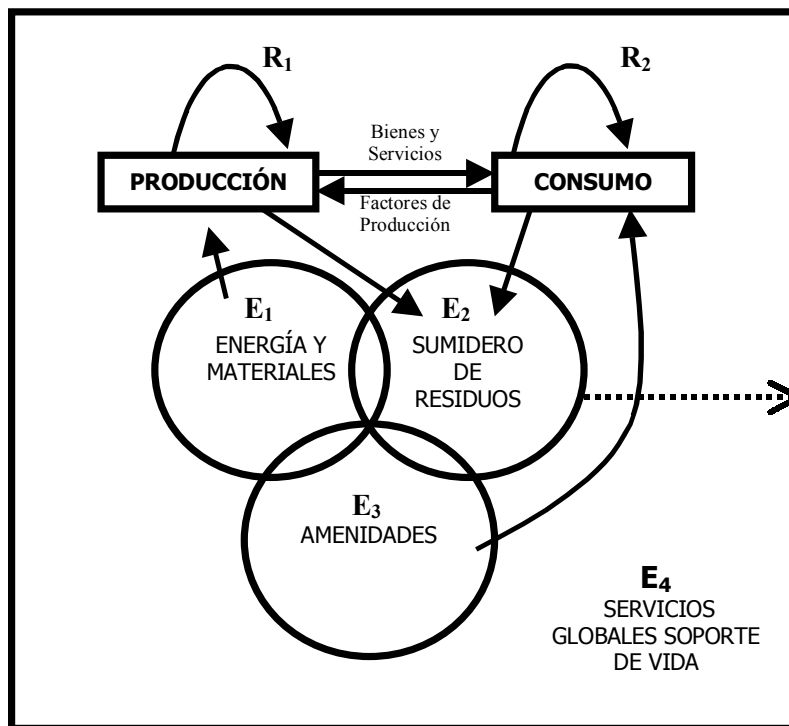 R₁
R₂
Bienes y
Servicios
PRODUCCIÓN
CONSUMO
Factores de
Producción
E₁
ENERGÍA Y
MATERIALES
E₂
SUMIDERO
DE
RESIDUOS
E₃
AMENIDADES
E₄
SERVICIOS
GLOBALES SOPORTE
DE VIDA